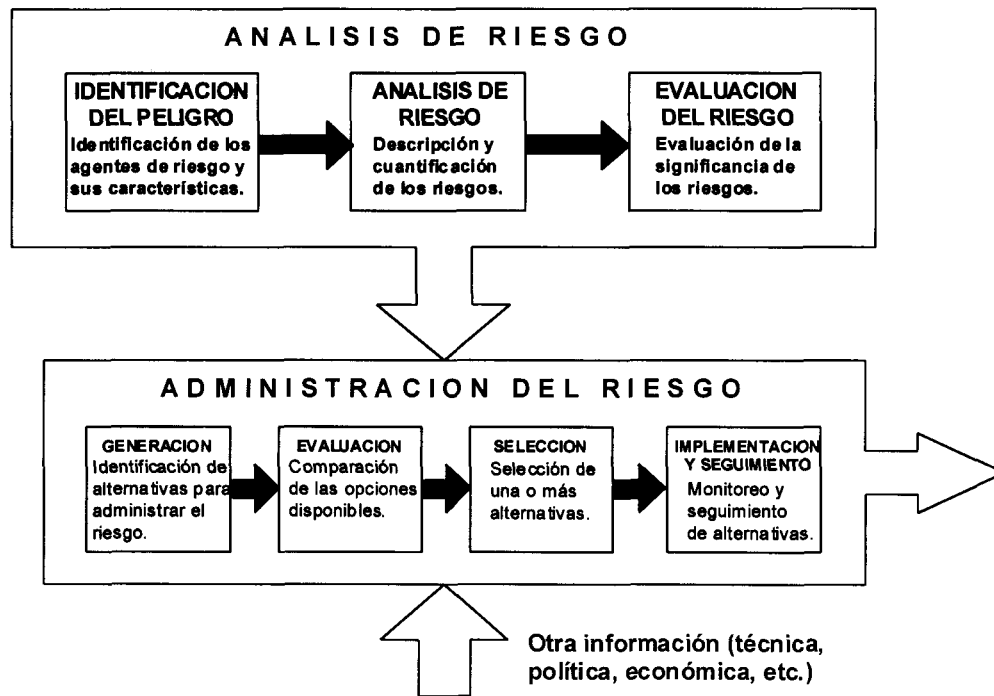 ANALISIS DE RIESGO
IDENTIFICACION
DEL PELIGRO
Identificación de los
agentes de riesgo y
sus características.
ANALISIS DE
RIESGO
Descripción y
cuantificación
de los riesgos.
EVALUACION
DEL RIESGO
Evaluación de la
significancia de
los riesgos.
ADMINISTRACION DEL RIESGO
GENERACION
Identificación de
alternativas para
administrar el
riesgo.
EVALUACION
Comparación
de las opciones
disponibles.
SELECCION
Selección de
una o más
alternativas.
IMPLEMENTACION
Y SEGUIMIENTO
Monitoreo y
seguimiento
de alternativas.
Otra información (técnica,
política, económica, etc.)